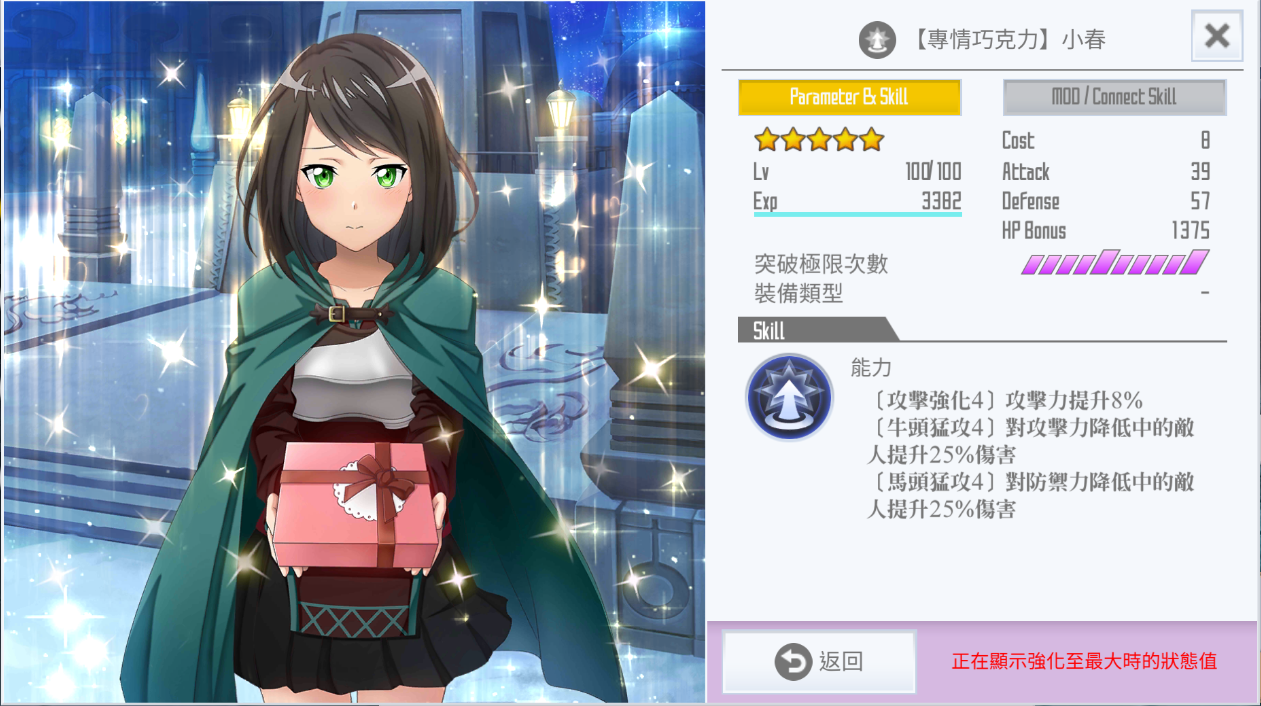 【專情巧克力】小春
Parameter & Skill
MOD / Connect Skill
Lv 100/100
Exp 3382
Cost 8
Attack 39
Defense 57
HP Bonus 1375
突破極限次數
裝備類型 -
Skill
能力
〔攻擊強化4〕攻擊力提升8%
〔牛頭猛攻4〕對攻擊力降低中的敵
人提升25%傷害
〔馬頭猛攻4〕對防禦力降低中的敵
人提升25%傷害
返回
正在顯示強化至最大時的狀態值